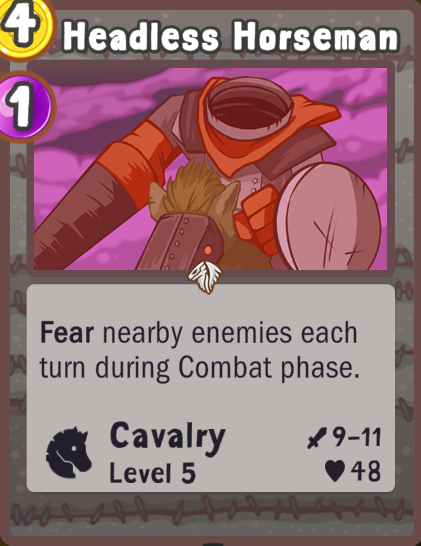 4
Headless Horseman
1
Fear nearby enemies each
turn during Combat phase.
Cavalry
9–11
Level 5
48